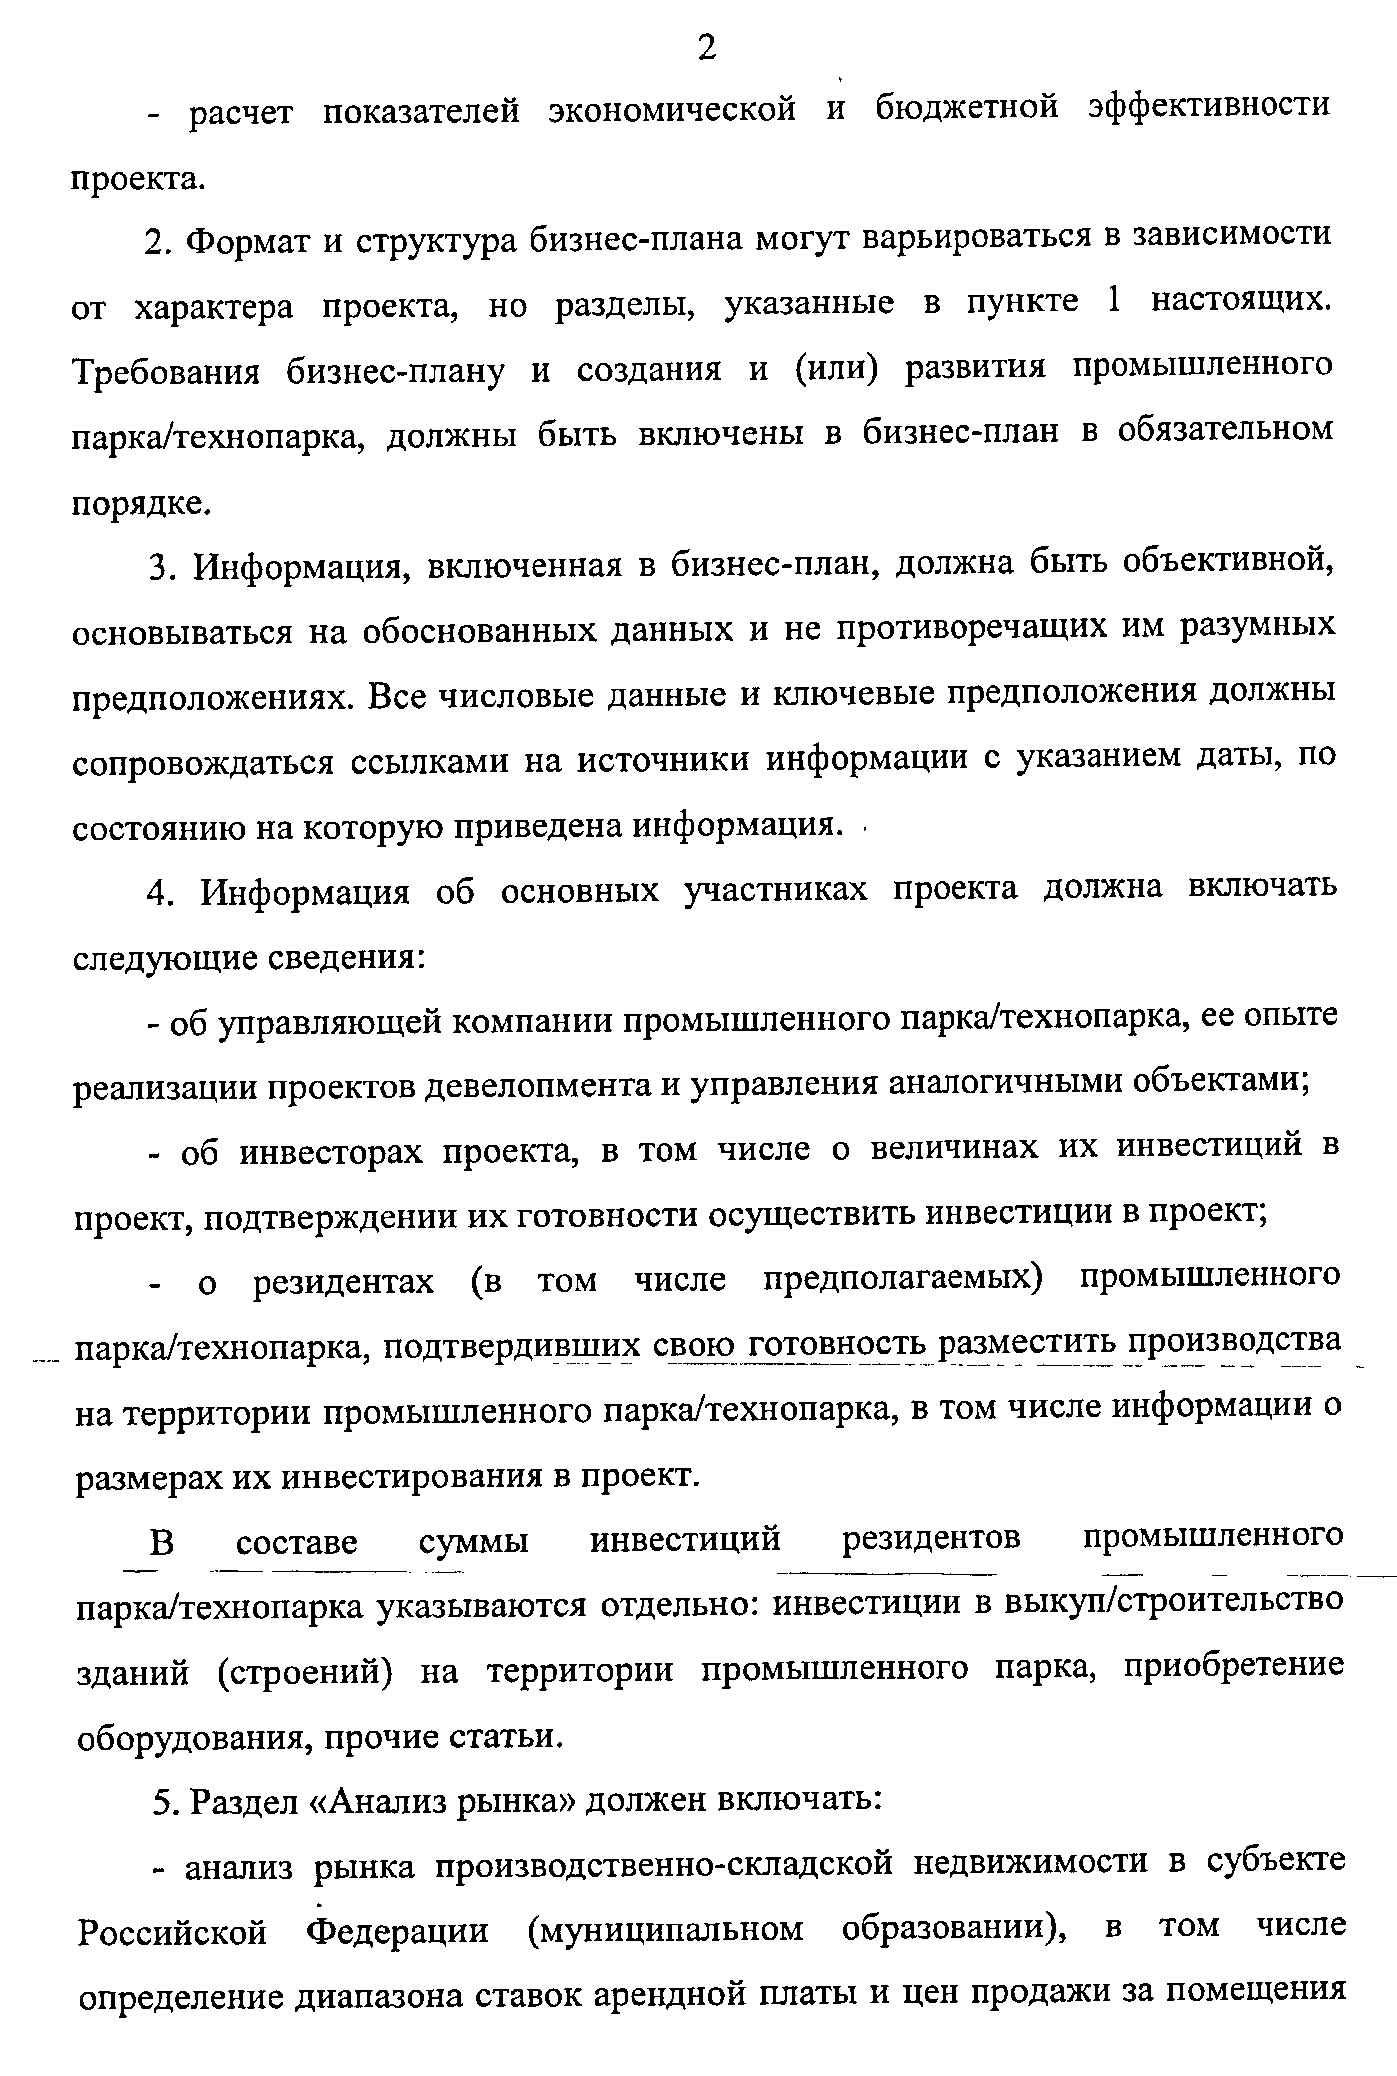 2
- расчет показателей экономической и бюджетной эффективности
проекта.
2. Формат и структура бизнес-плана могут варьироваться в зависимости
от характера проекта, но разделы, указанные в пункте 1 настоящих.
Требования бизнес-плану и создания и (или) развития промышленного
парка/технопарка, должны быть включены в бизнес-план в обязательном
порядке.
3. Информация, включенная в бизнес-план, должна быть объективной,
основываться на обоснованных данных и не противоречащих им разумных
предположениях. Все числовые данные и ключевые предположения должны
сопровождаться ссылками на источники информации с указанием даты, по
состоянию на которую приведена информация.
4. Информация об основных участниках проекта должна включать
следующие сведения:
- об управляющей компании промышленного парка/технопарка, ее опыте
реализации проектов девелопмента и управления аналогичными объектами;
- об инвесторах проекта, в том числе о величинах их инвестиций в
проект, подтверждении их готовности осуществить инвестиции в проект;
- о резидентах (в том числе предполагаемых) промышленного
парка/технопарка, подтвердивших свою готовность разместить производства
на территории промышленного парка/технопарка, в том числе информации о
размерах их инвестирования в проект.
В составе суммы инвестиций резидентов промышленного
парка/технопарка указываются отдельно: инвестиции в выкуп/строительство
зданий (строений) на территории промышленного парка, приобретение
оборудования, прочие статьи.
5. Раздел «Анализ рынка» должен включать:
- анализ рынка производственно-складской недвижимости в субъекте
Российской Федерации (муниципальном образовании), в том числе
определение диапазона ставок арендной платы и цен продажи за помещения